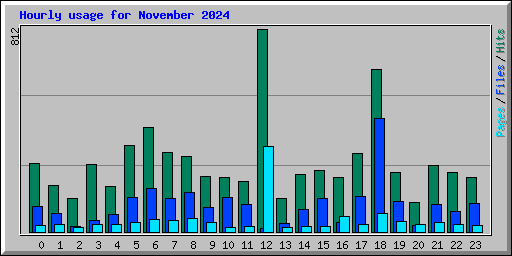 Hourly usage for November 2024
812
Pages / Files / Hits
0 1 2 3 4 5 6 7 8 9 10 11 12 13 14 15 16 17 18 19 20 21 22 23